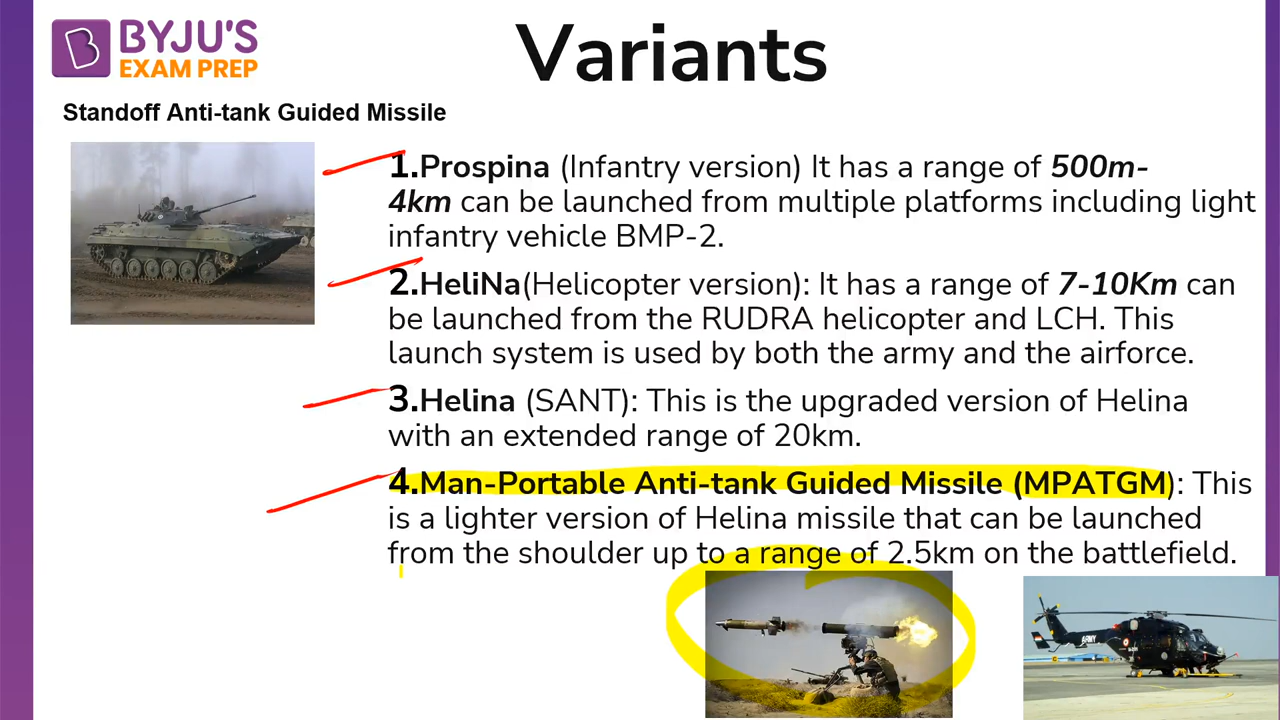 BYJU'S
EXAM PREP
Variants
Standoff Anti-tank Guided Missile
1.Prospina (Infantry version) It has a range of 500m-
4km can be launched from multiple platforms including light
infantry vehicle BMP-2.
2.HeliNa(Helicopter version): It has a range of 7-10Km can
be launched from the RUDRA helicopter and LCH. This
launch system is used by both the army and the airforce.
3.Helina (SANT): This is the upgraded version of Helina
with an extended range of 20km.
4.Man-Portable Anti-tank Guided Missile (MPATGM): This
is a lighter version of Helina missile that can be launched
from the shoulder up to a range of 2.5km on the battlefield.
ARMY